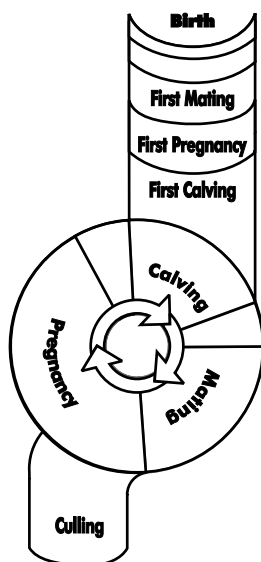 Birth
First Mating
First Pregnancy
First Calving
Calving
Pregnancy
Mating
Culling